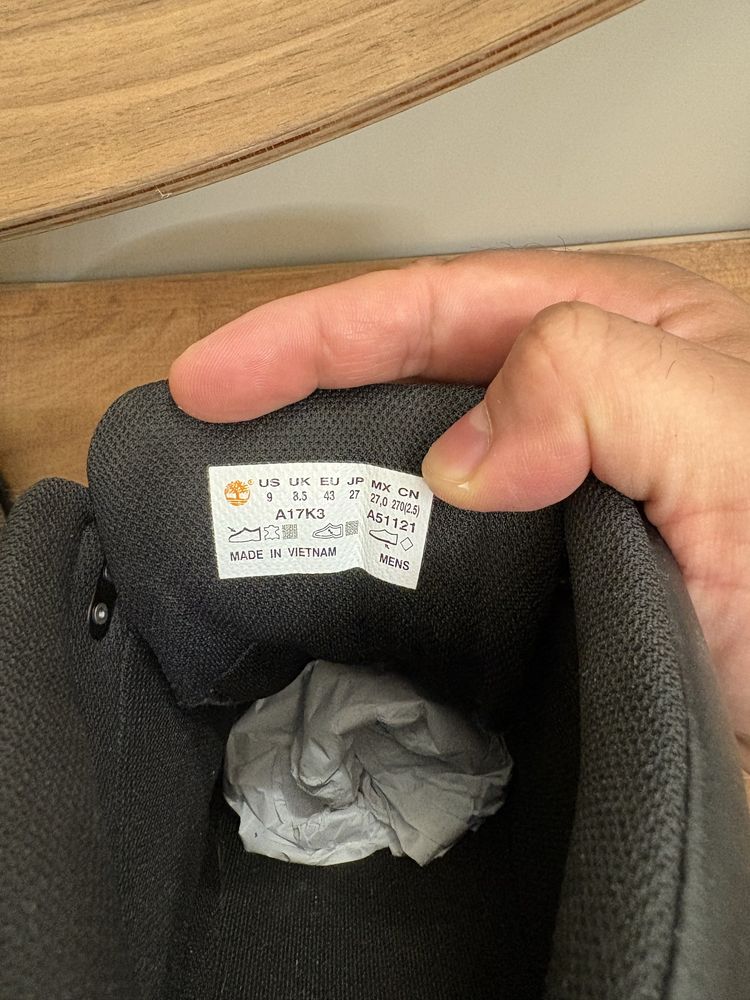 US UK EU JP MX CN
9 8.5 43 27 27,0 270(2.5)
A17K3 A51121
MADE IN VIETNAM MENS